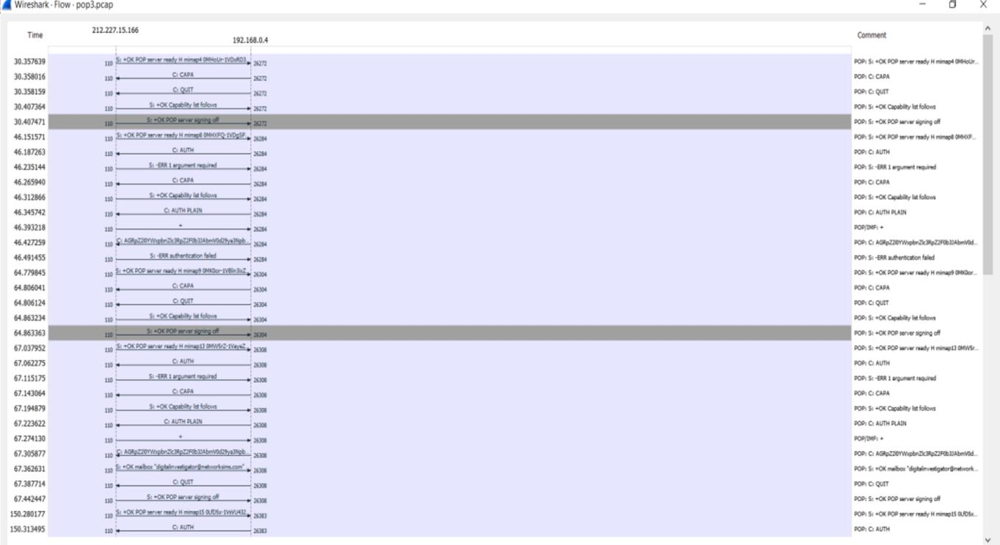 Wireshark · Flow · pop3.pcap
Time 212.227.15.166 192.168.0.4 Comment
30.357639 110 S: +OK POP server ready H mimap4 0MHoUr-1VDxRD3... 26272 POP: S: +OK POP server ready H mimap4 0MHoUr...
30.358016 110 C: CAPA 26272 POP: C: CAPA
30.358159 110 C: QUIT 26272 POP: C: QUIT
30.407364 110 S: +OK Capability list follows 26272 POP: S: +OK Capability list follows
30.407471 110 S: +OK POP server signing off 26272 POP: S: +OK POP server signing off
46.151571 110 S: +OK POP server ready H mimap8 0MHXFQ-1VDgSF... 26284 POP: S: +OK POP server ready H mimap8 0MHXF...
46.187263 110 C: AUTH 26284 POP: C: AUTH
46.235144 110 S: -ERR 1 argument required 26284 POP: S: -ERR 1 argument required
46.265940 110 C: CAPA 26284 POP: C: CAPA
46.312866 110 S: +OK Capability list follows 26284 POP: S: +OK Capability list follows
46.345742 110 C: AUTH PLAIN 26284 POP: C: AUTH PLAIN
46.393218 110 + 26284 POP/IMF: +
46.427259 110 C: 26284 POP: C:
46.491455 110 S: -ERR authentication failed 26284 POP: S: -ERR authentication failed
64.779845 110 S: +OK POP server ready H mimap9 26304 POP: S: +OK POP server ready H mimap9 0MK0or...
64.806041 110 C: CAPA 26304 POP: C: CAPA
64.806124 110 C: QUIT 26304 POP: C: QUIT
64.863234 110 S: +OK Capability list follows 26304 POP: S: +OK Capability list follows
64.863363 110 S: +OK POP server signing off 26304 POP: S: +OK POP server signing off
67.037952 110 S: +OK POP server ready H mimap13 0MWSrZ-1VayeZ... 26308 POP: S: +OK POP server ready H mimap13 0MWSr...
67.062275 110 C: AUTH 26308 POP: C: AUTH
67.115175 110 S: -ERR 1 argument required 26308 POP: S: -ERR 1 argument required
67.143064 110 C: CAPA 26308 POP: C: CAPA
67.194879 110 S: +OK Capability list follows 26308 POP: S: +OK Capability list follows
67.223622 110 C: AUTH PLAIN 26308 POP: C: AUTH PLAIN
67.274130 110 + 26308 POP/IMF: +
67.305877 110 C: 26308 POP: C:
67.362631 110 S: +OK mailbox "digitalinvestigator@networksims.com" 26308 POP: S: +OK mailbox "digitalinvestigator@network...
67.387714 110 C: QUIT 26308 POP: C: QUIT
67.442447 110 S: +OK POP server signing off 26308 POP: S: +OK POP server signing off
150.280177 110 S: +OK POP server ready H mimap15 26383 POP: S: +OK POP server ready H mimap15
150.313495 110 C: AUTH 26383 POP: C: AUTH